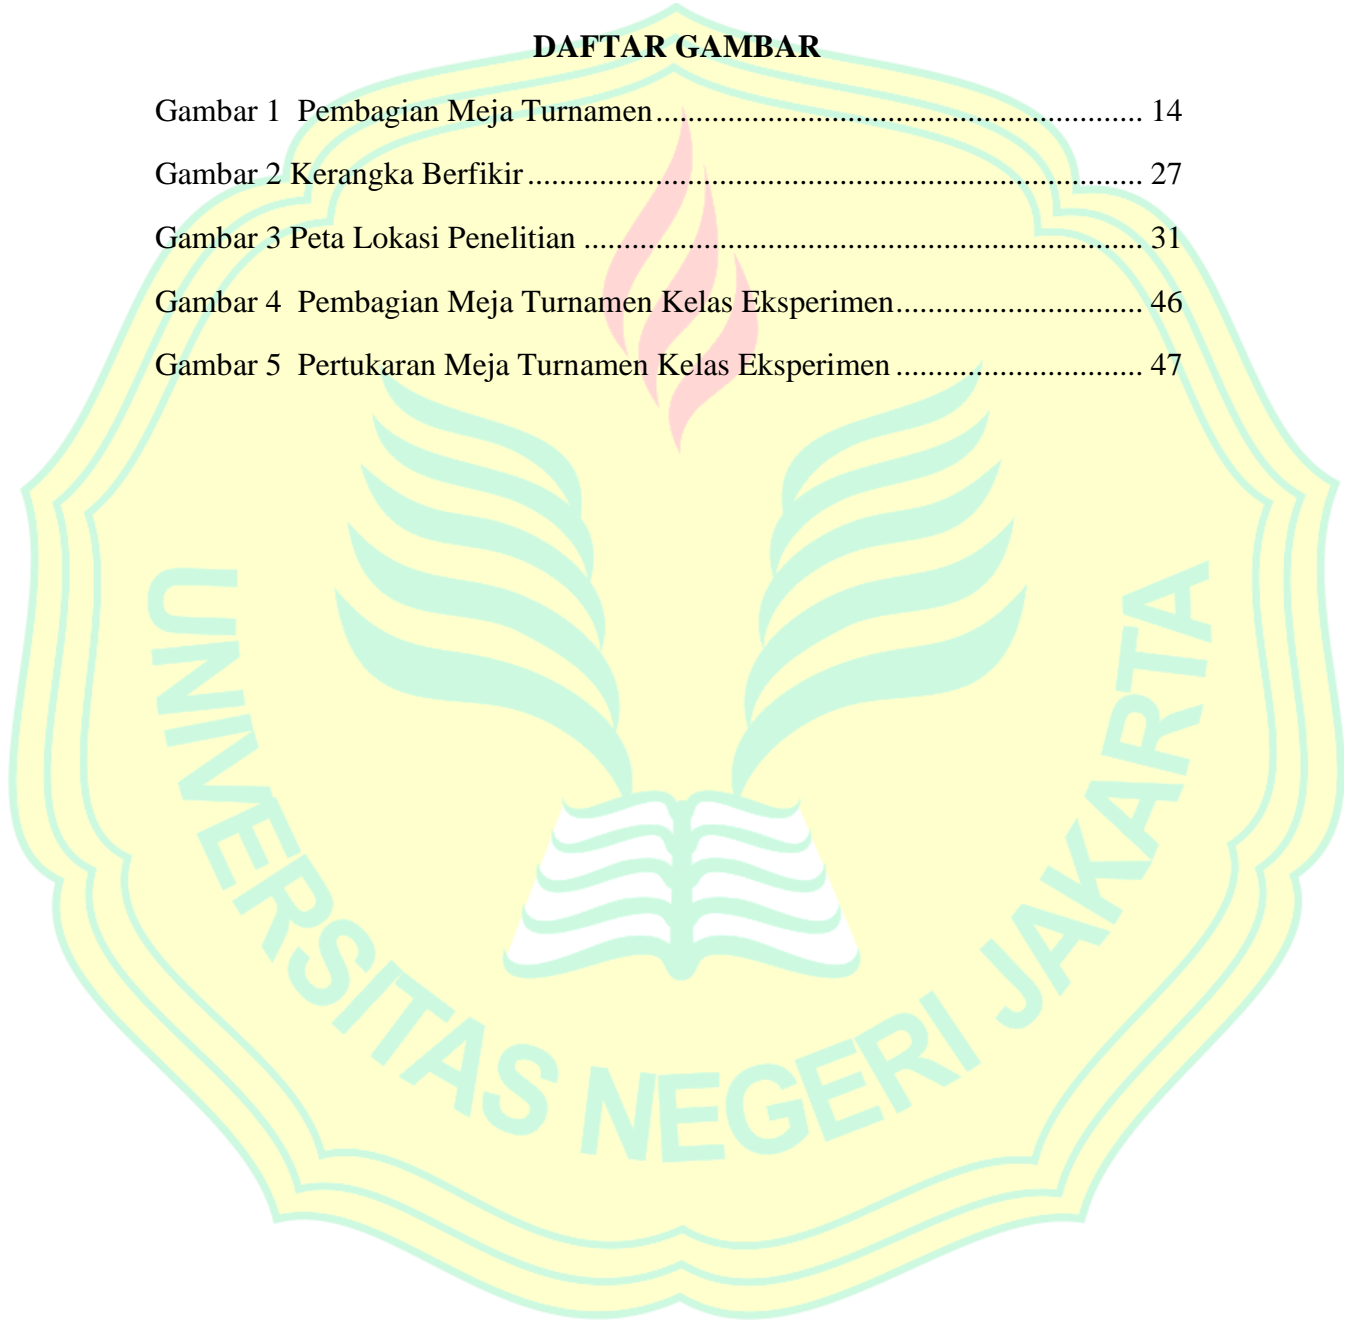 DAFTAR GAMBAR
Gambar 1  Pembagian Meja Turnamen............................................................. 14
Gambar 2 Kerangka Berfikir............................................................................. 27
Gambar 3 Peta Lokasi Penelitian ...................................................................... 31
Gambar 4  Pembagian Meja Turnamen Kelas Eksperimen............................... 46
Gambar 5  Pertukaran Meja Turnamen Kelas Eksperimen ............................... 47
UNIVERSITAS NEGERI JAKARTA